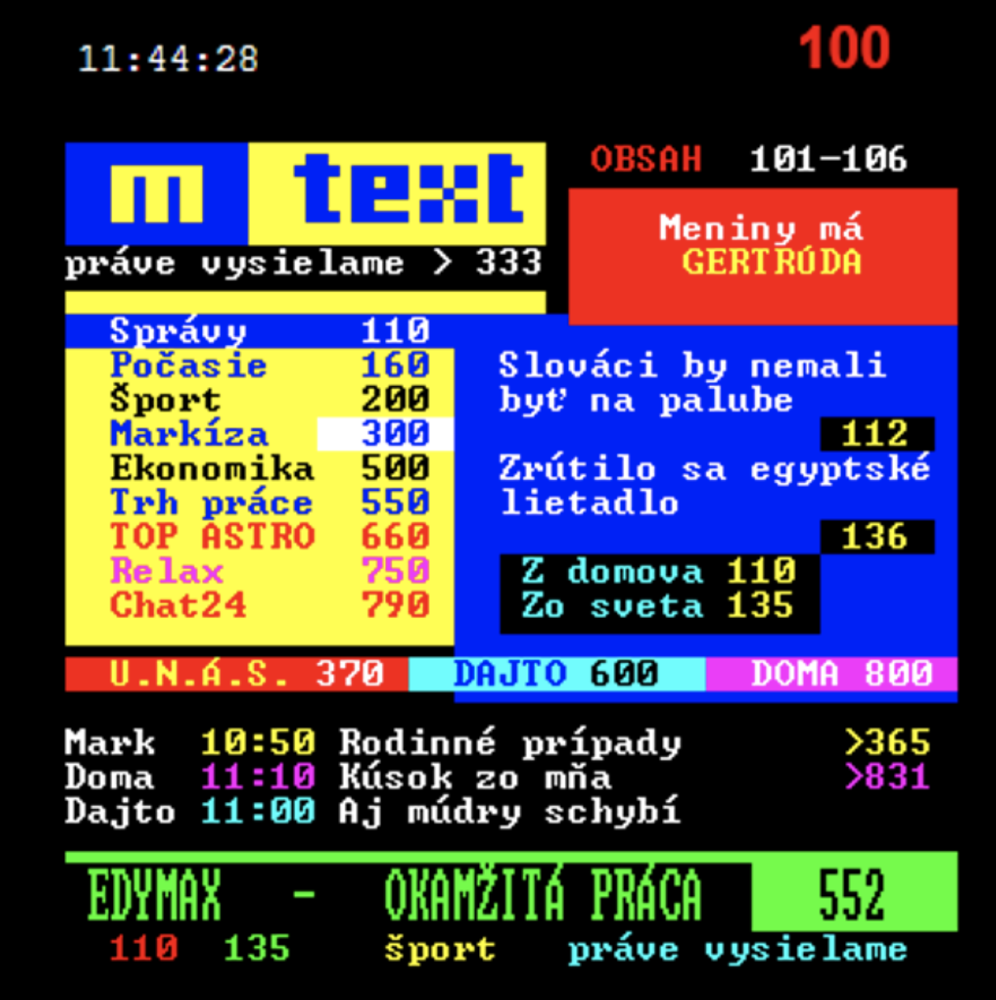 11:44:28 100
m text
OBSAH 101-106
Meniny má
GERTRÚDA
práve vysielame > 333
Správy 110
Počasie 160
Šport 200
Markíza 300
Ekonomika 500
Trh práce 550
TOP ASTRO 660
Relax 750
Chat24 790
Slováci by nemali
byť na palube
112
Zrútilo sa egyptské
lietadlo
136
Z domova 110
Zo sveta 135
U.N.Á.S. 370 DAJTO 600 DOMA 800
Mark 10:50 Rodinné prípady >365
Doma 11:10 Kúsok zo mňa >831
Dajto 11:00 Aj múdry schybí
EDYMAX - OKAMŽITÁ PRÁCA 552
110 135 šport práve vysielame